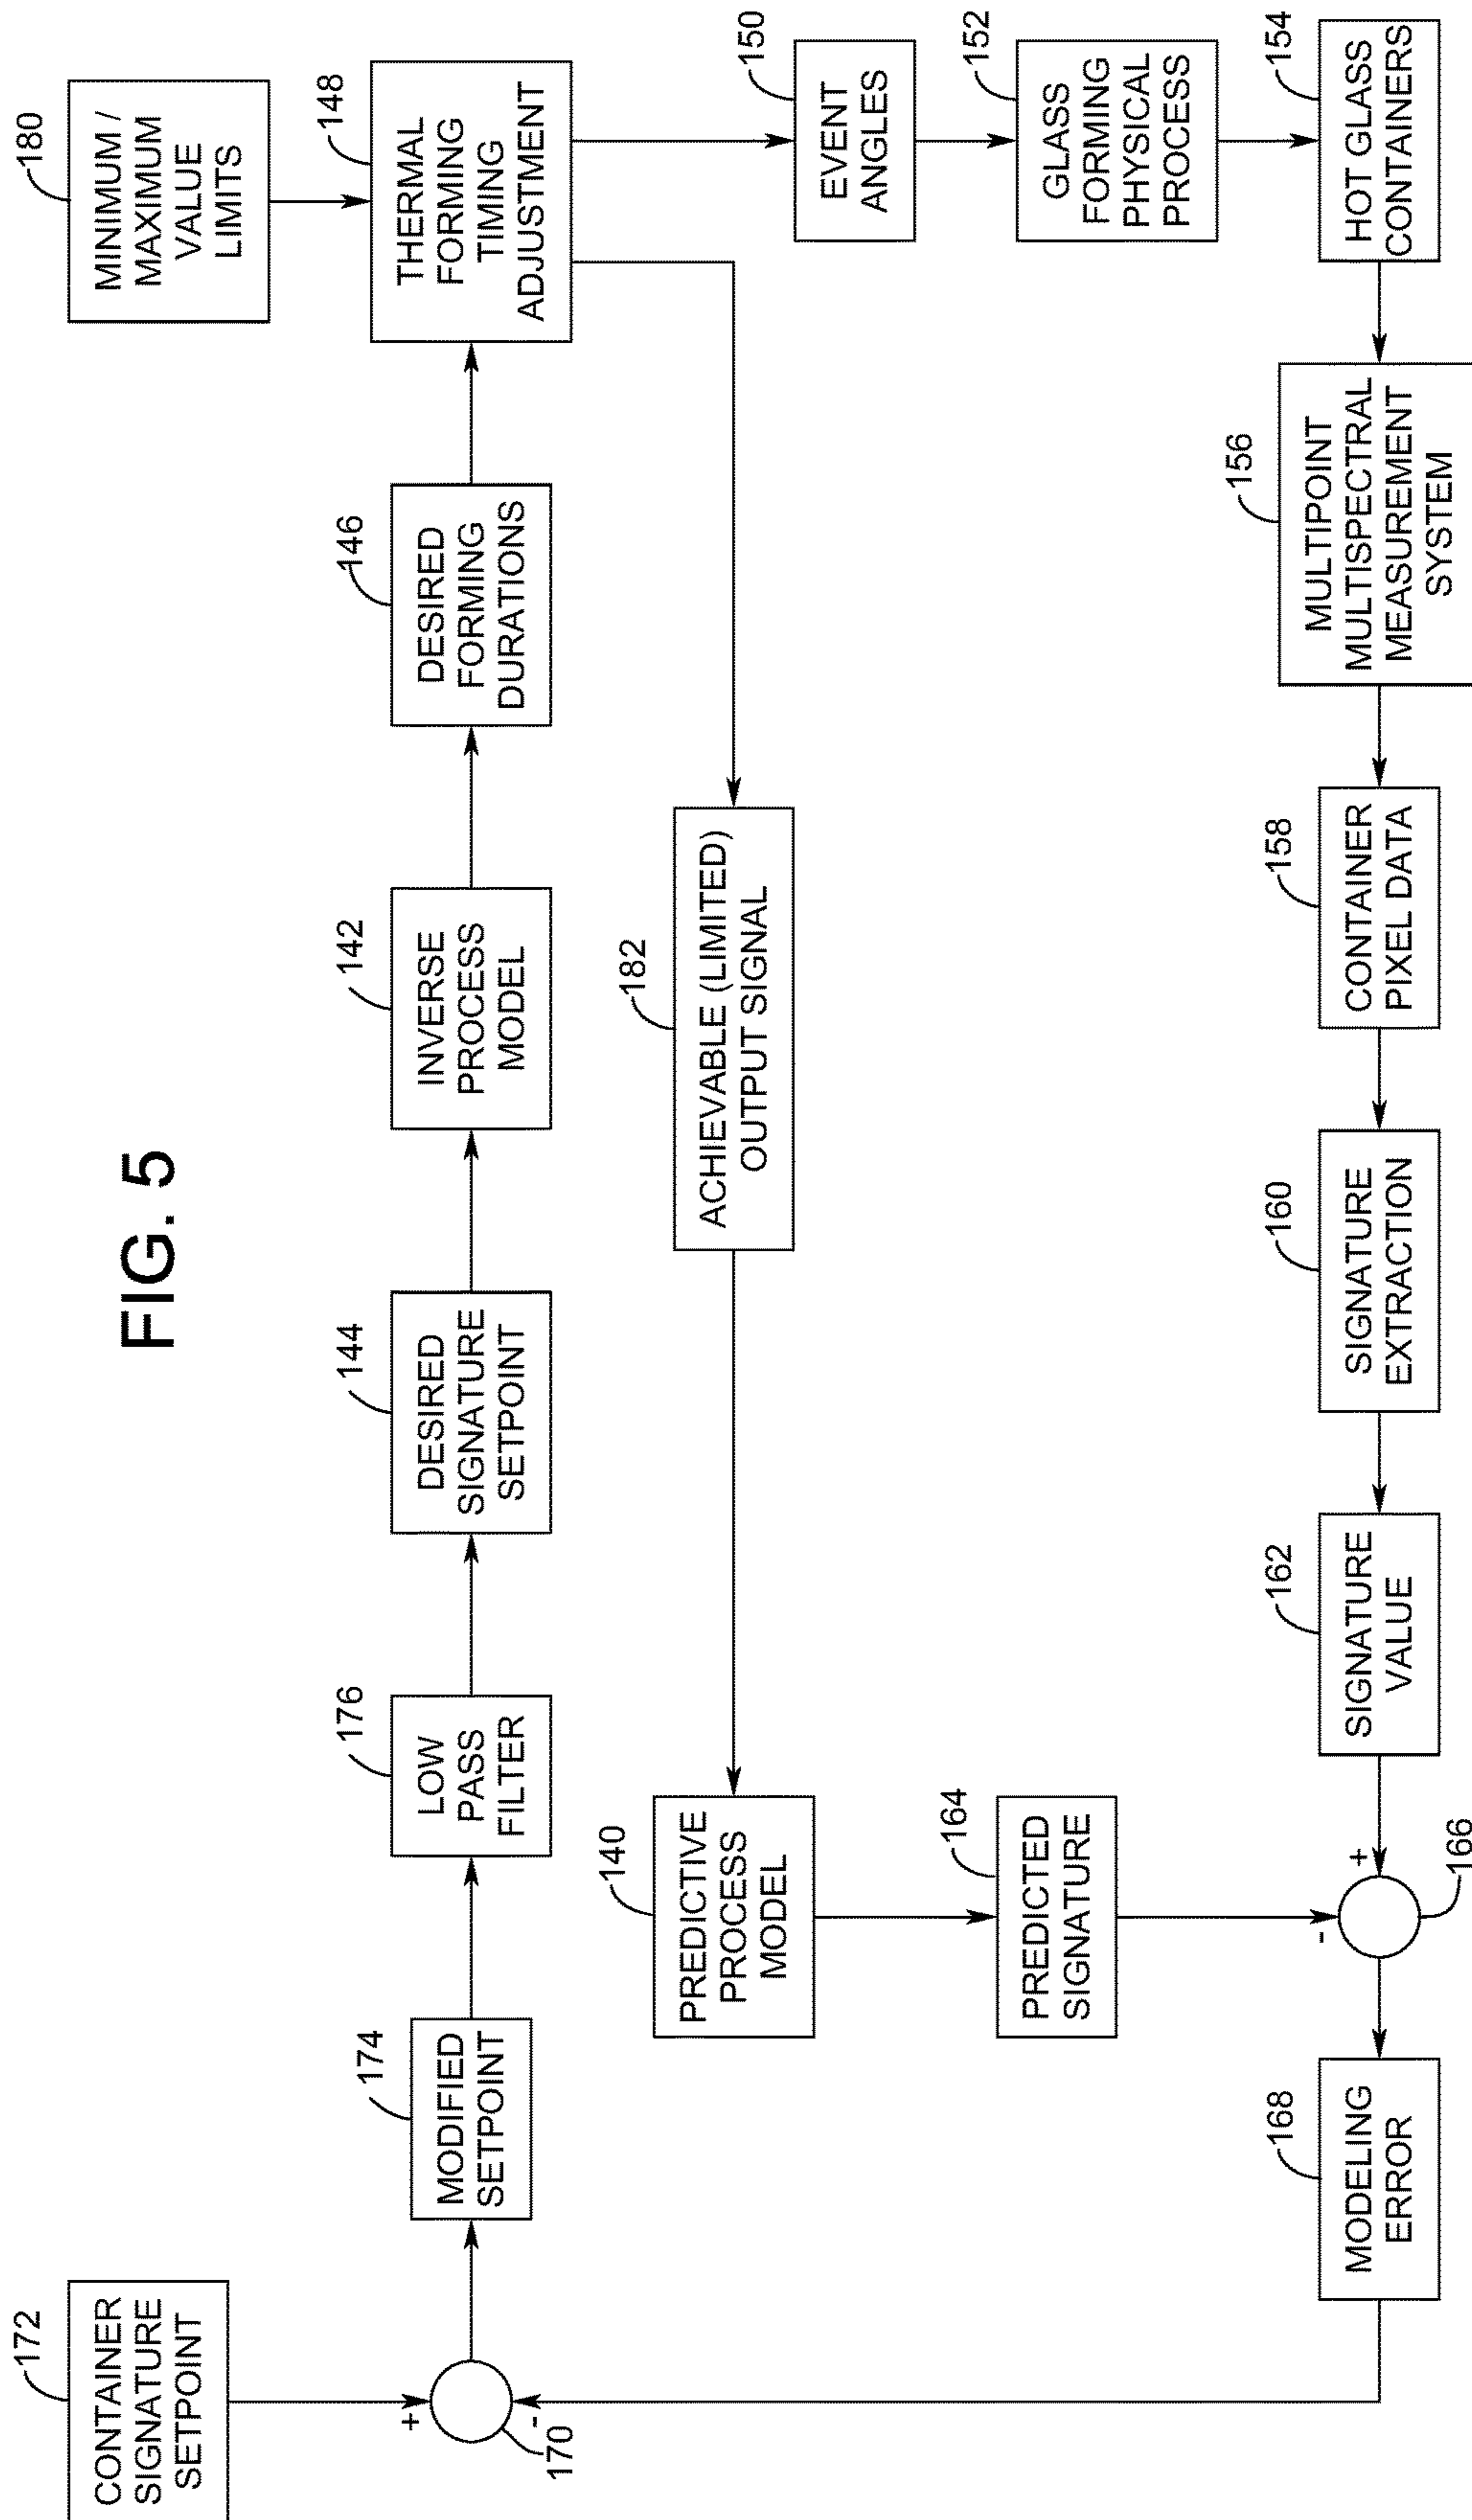 FIG. 5
172
CONTAINER
SIGNATURE
SETPOINT
+
-
170
174
MODIFIED
SETPOINT
176
LOW
PASS
FILTER
144
DESIRED
SIGNATURE
SETPOINT
142
INVERSE
PROCESS
MODEL
146
DESIRED
FORMING
DURATIONS
180
MINIMUM /
MAXIMUM
VALUE
LIMITS
148
THERMAL
FORMING
TIMING
ADJUSTMENT
182
ACHIEVABLE (LIMITED)
OUTPUT SIGNAL
140
PREDICTIVE
PROCESS
MODEL
164
PREDICTED
SIGNATURE
150
EVENT
ANGLES
152
GLASS
FORMING
PHYSICAL
PROCESS
154
HOT GLASS
CONTAINERS
156
MULTIPOINT
MULTISPECTRAL
MEASUREMENT
SYSTEM
158
CONTAINER
PIXEL DATA
160
SIGNATURE
EXTRACTION
162
SIGNATURE
VALUE
+
-
166
168
MODELING
ERROR